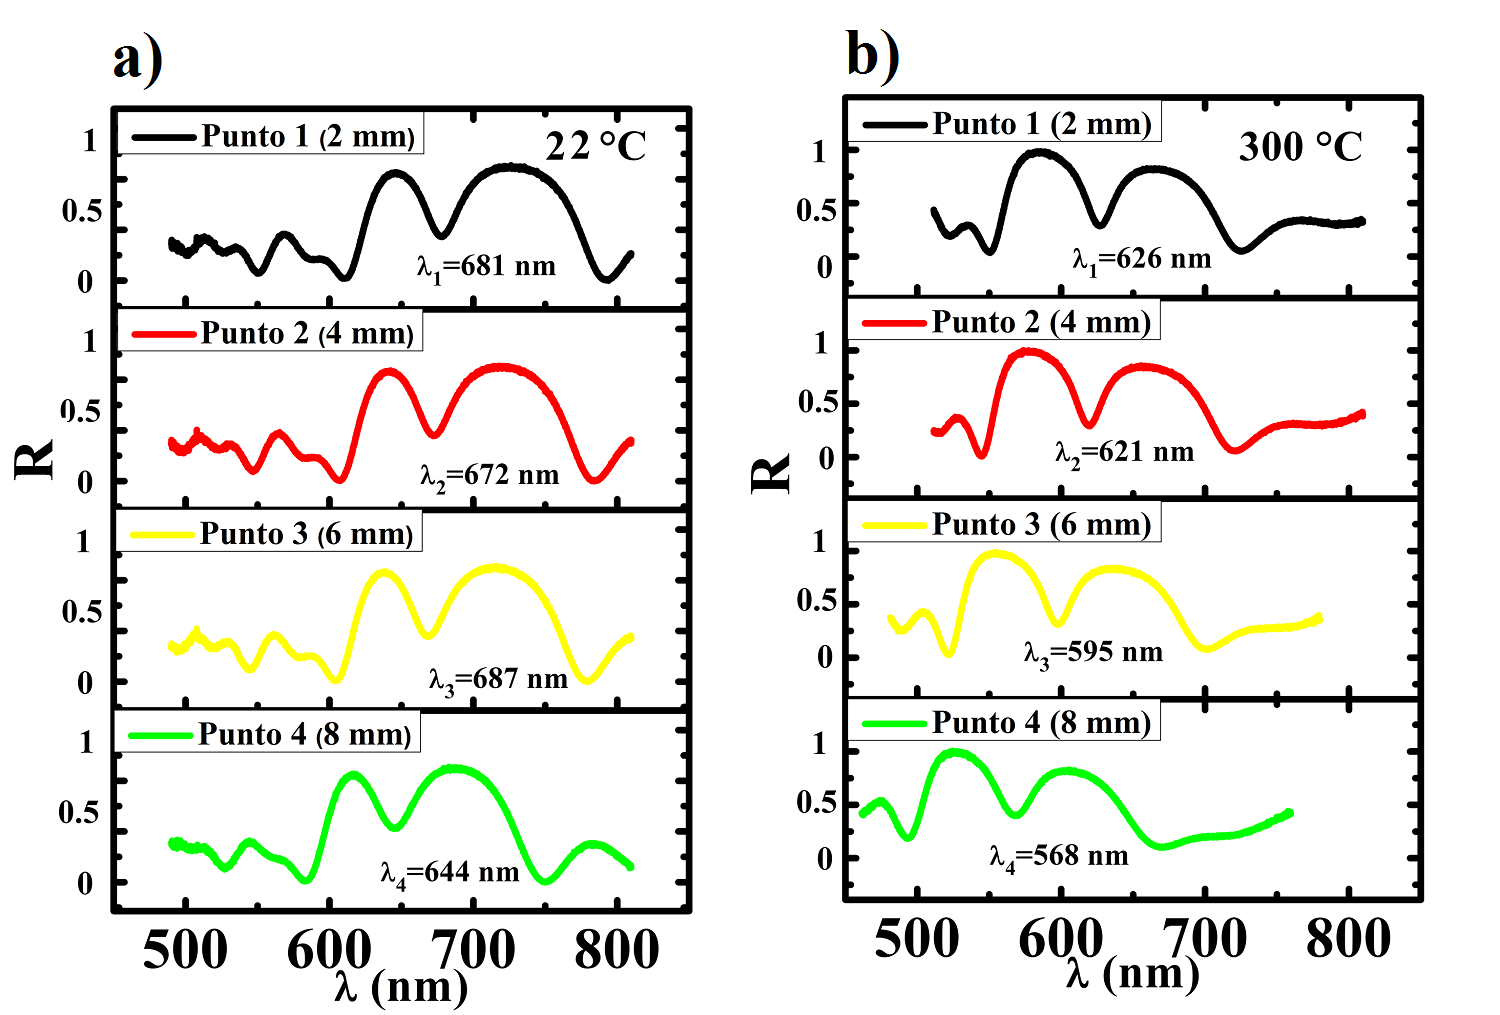 a)
Punto 1 (2 mm)
22 °C
1
0.5
0
λ1=681 nm
Punto 2 (4 mm)
1
0.5
0
λ2=672 nm
R
Punto 3 (6 mm)
1
0.5
0
λ3=687 nm
Punto 4 (8 mm)
1
0.5
0
λ4=644 nm
500 600 700 800
λ (nm)
b)
Punto 1 (2 mm)
300 °C
1
0.5
0
λ1=626 nm
Punto 2 (4 mm)
1
0.5
0
λ2=621 nm
R
Punto 3 (6 mm)
1
0.5
0
λ3=595 nm
Punto 4 (8 mm)
1
0.5
0
λ4=568 nm
500 600 700 800
λ (nm)